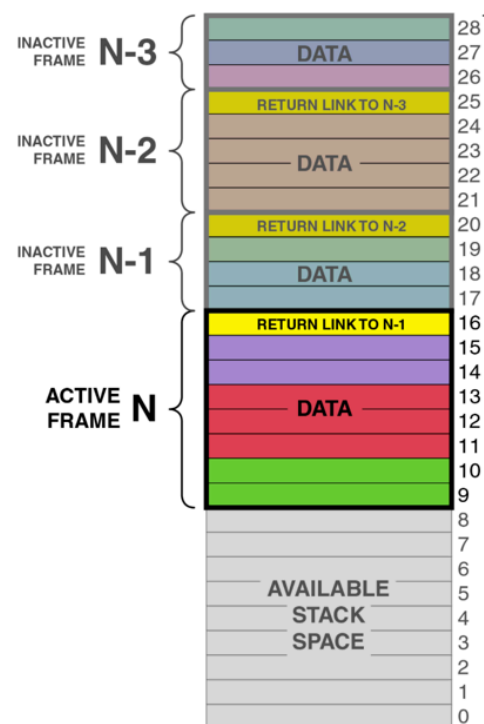 INACTIVE
FRAME N-3
DATA
28
27
26
INACTIVE
FRAME N-2
RETURN LINK TO N-3
DATA
25
24
23
22
21
INACTIVE
FRAME N-1
RETURN LINK TO N-2
DATA
20
19
18
17
ACTIVE
FRAME N
RETURN LINK TO N-1
DATA
16
15
14
13
12
11
10
9
AVAILABLE
STACK
SPACE
8
7
6
5
4
3
2
1
0